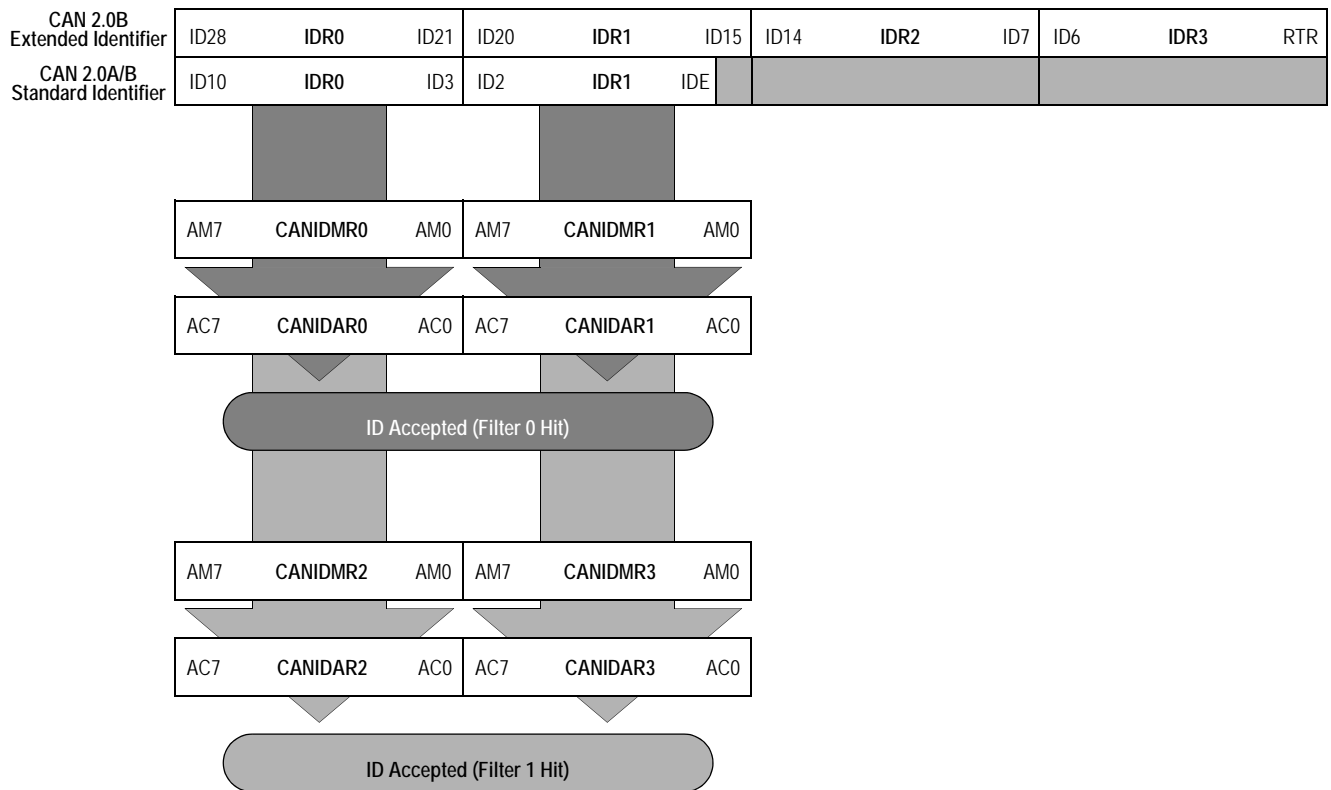 CAN 2.0B
Extended Identifier
ID28 IDR0 ID21 ID20 IDR1 ID15 ID14 IDR2 ID7 ID6 IDR3 RTR
CAN 2.0A/B
Standard Identifier
ID10 IDR0 ID3 ID2 IDR1 IDE
AM7 CANIDMR0 AM0 AM7 CANIDMR1 AM0
AC7 CANIDAR0 AC0 AC7 CANIDAR1 AC0
ID Accepted (Filter 0 Hit)
AM7 CANIDMR2 AM0 AM7 CANIDMR3 AM0
AC7 CANIDAR2 AC0 AC7 CANIDAR3 AC0
ID Accepted (Filter 1 Hit)